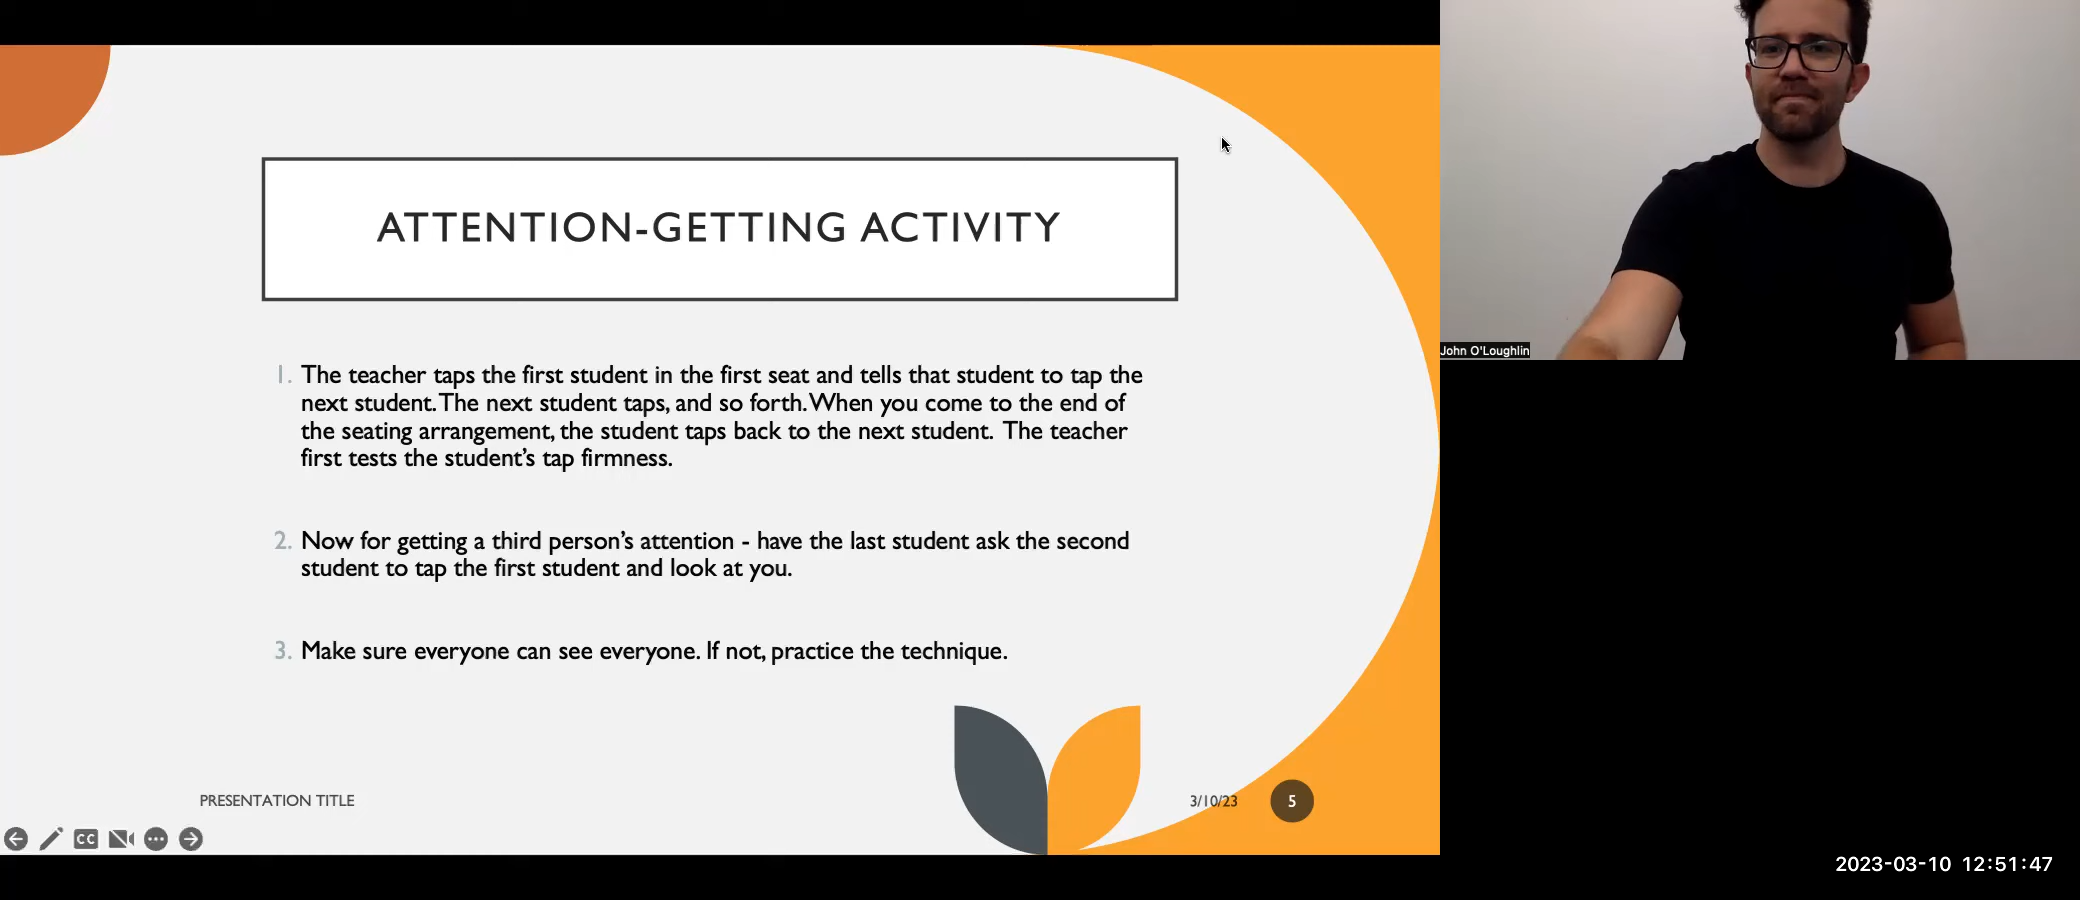 ATTENTION-GETTING ACTIVITY
1. The teacher taps the first student in the first seat and tells that student to tap the
next student. The next student taps, and so forth. When you come to the end of
the seating arrangement, the student taps back to the next student. The teacher
first tests the student's tap firmness.
2. Now for getting a third person's attention - have the last student ask the second
student to tap the first student and look at you.
3. Make sure everyone can see everyone. If not, practice the technique.
PRESENTATION TITLE
3/10/23
5
CC
John O'Loughlin
2023-03-10 12:51:47